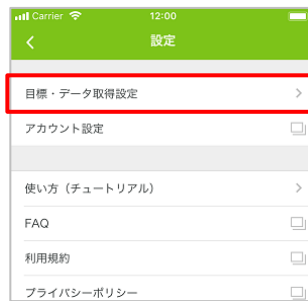 Carrier 12:00
設定
目標・データ取得設定
アカウント設定
使い方（チュートリアル）
FAQ
利用規約
プライバシーポリシー